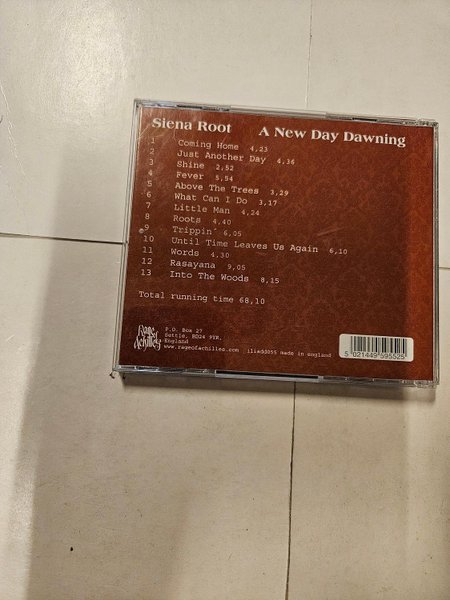 Siena Root A New Day Dawning
1 Coming Home 4,23
2 Just Another Day 4,36
3 Shine 2,52
4 Fever 5,54
5 Above The Trees 3,29
6 What Can I Do 3,17
7 Little Man 4,24
8 Roots 4,40
9 Trippin´ 6,05
10 Until Time Leaves Us Again 6,10
11 Words 4,30
12 Rasayana 9,05
13 Into The Woods 8,15
Total running time 68,10
Rage of Achilles
P.O. Box 27
Settle, BD24 9YR,
England
www.rageofachilles.com iliad055 made in england
5 021449 595525